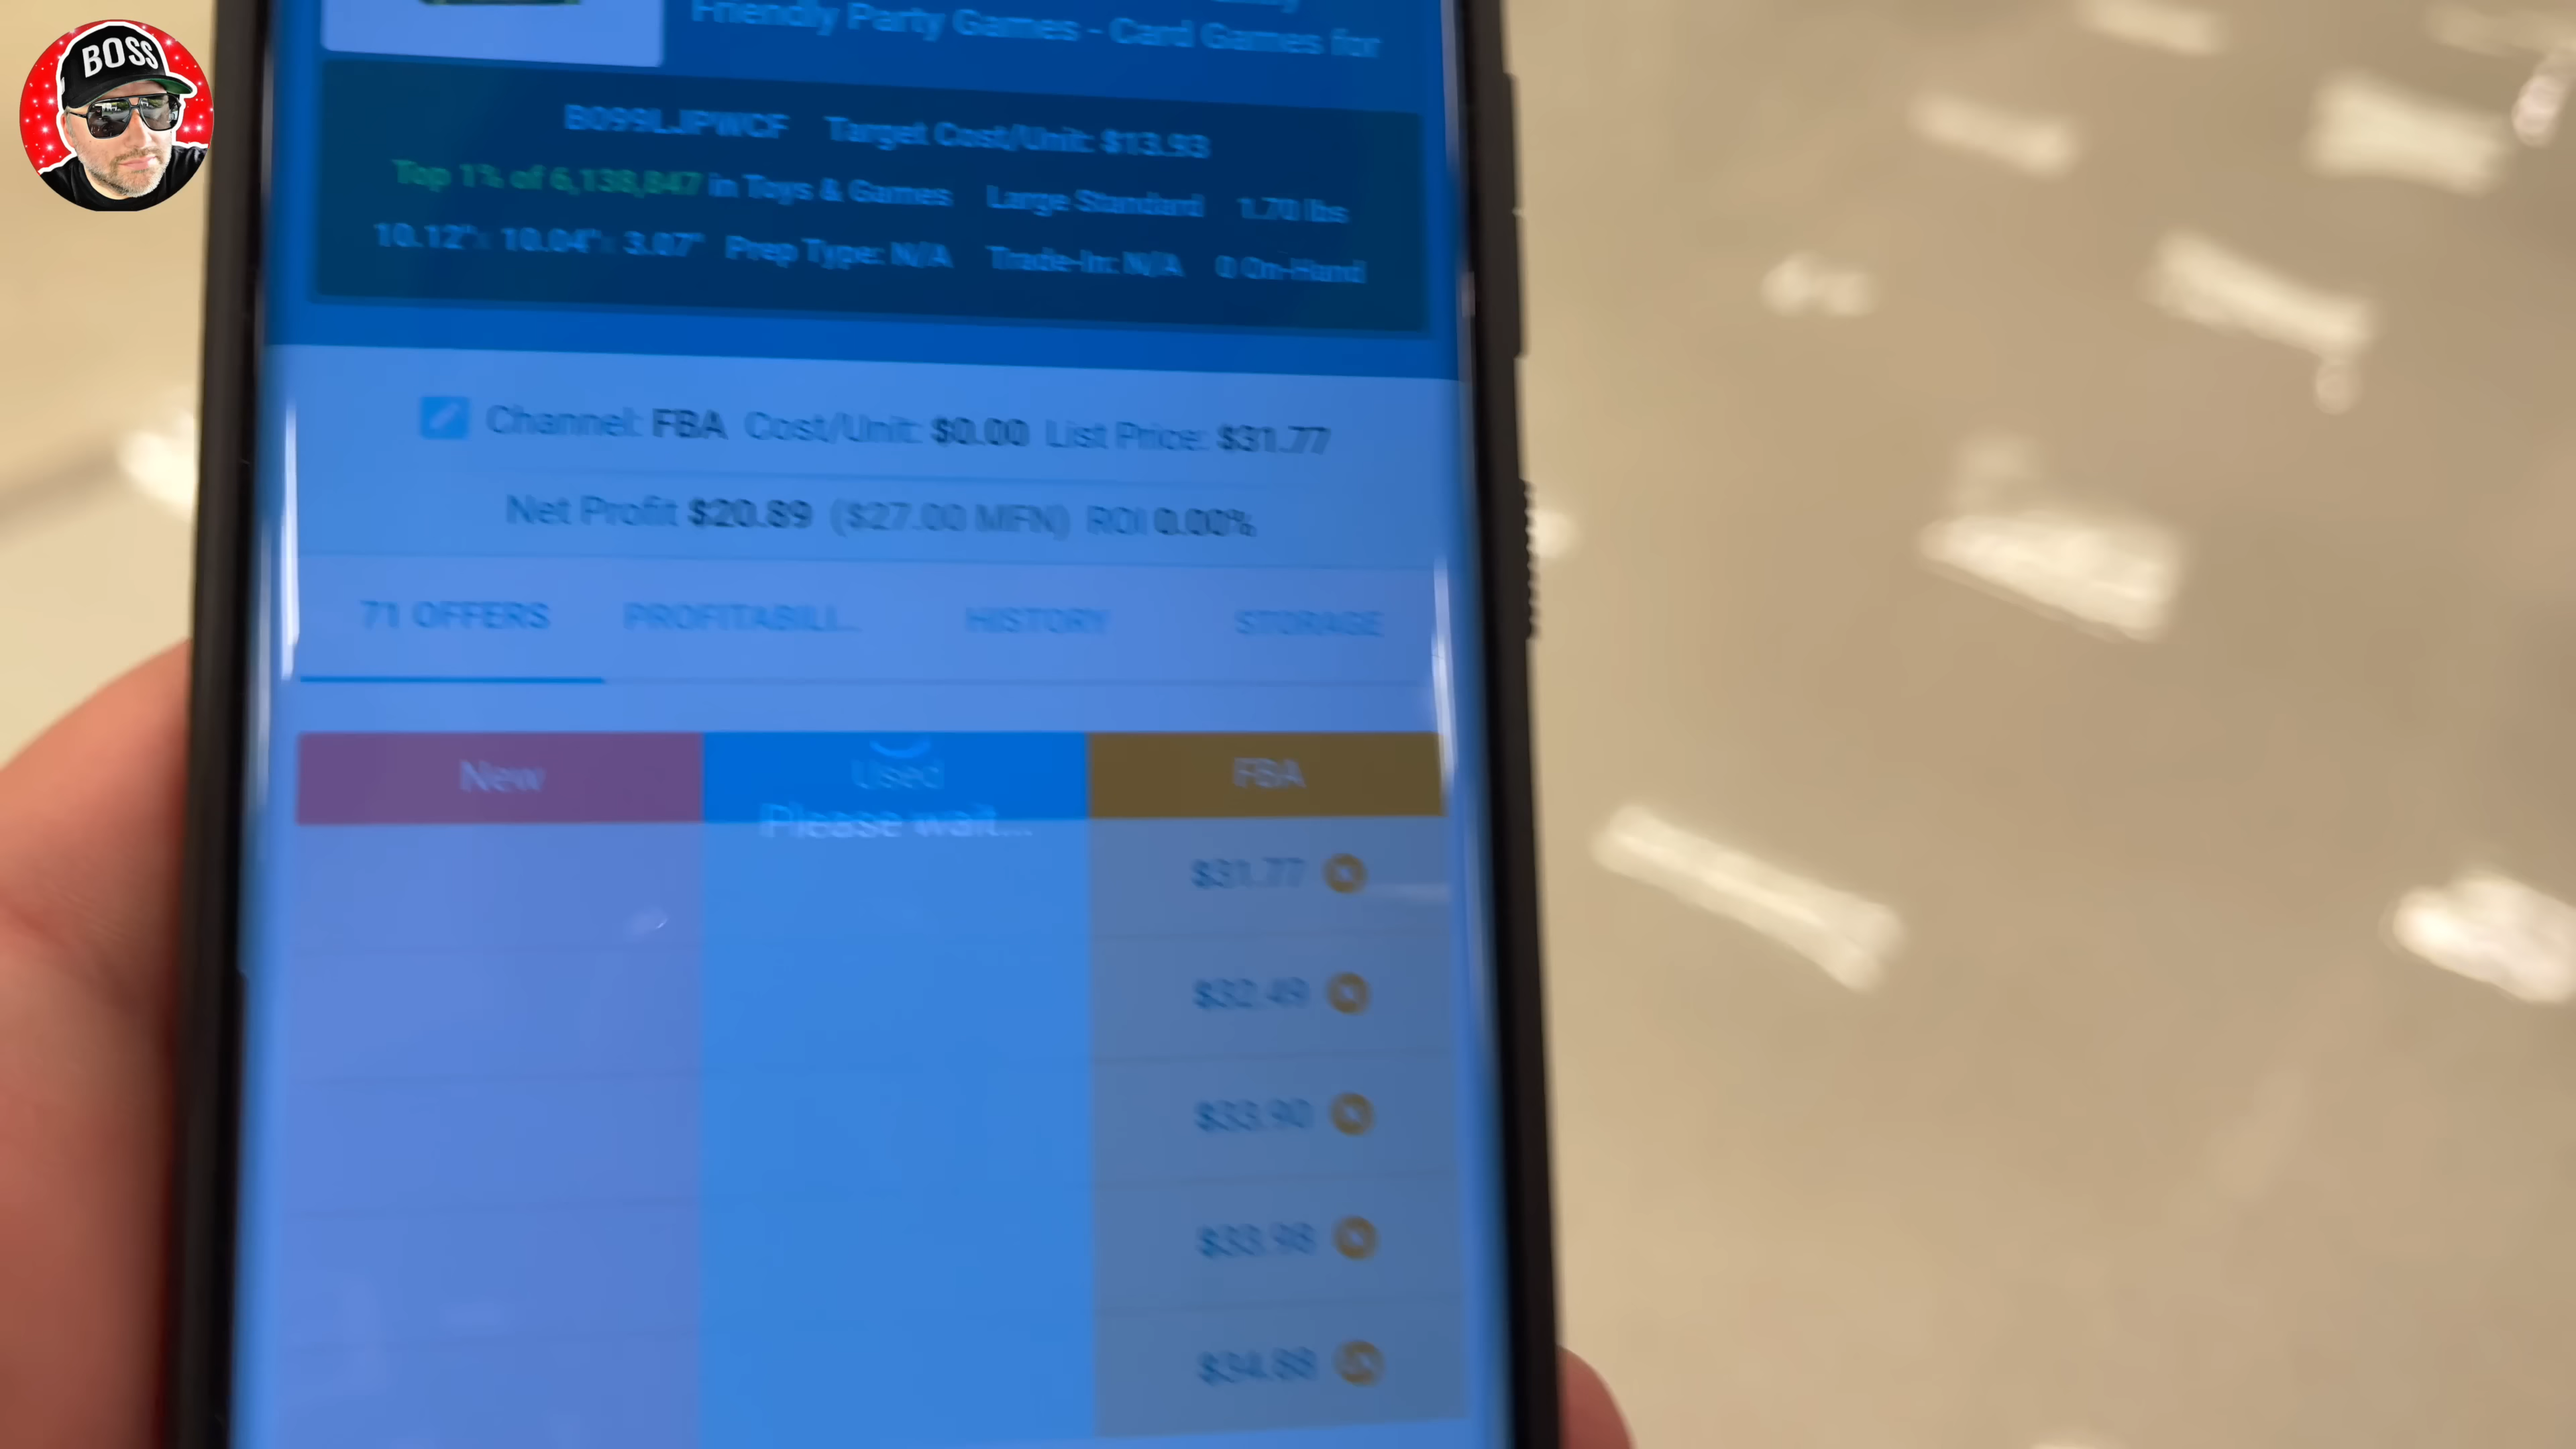 BOSS
Friendly Party Games - Card Games for
B099LJPWCF Target Cost/Unit: $13.93
Top 1% of 6,138,847 in Toys & Games Large Standard 1.70 lbs
10.12" x 10.04" x 3.07" Prep Type: N/A Trade-In: N/A 0 On-Hand
Channel: FBA Cost/Unit: $0.00 List Price: $31.77
Net Profit $20.89 ($27.00 MFN) ROI 0.00%
71 OFFERS PROFITABILI... HISTORY STORAGE
New Used FBA
Please wait...
$31.77 N
$32.49 N
$33.90 N
$33.98 N
$34.88